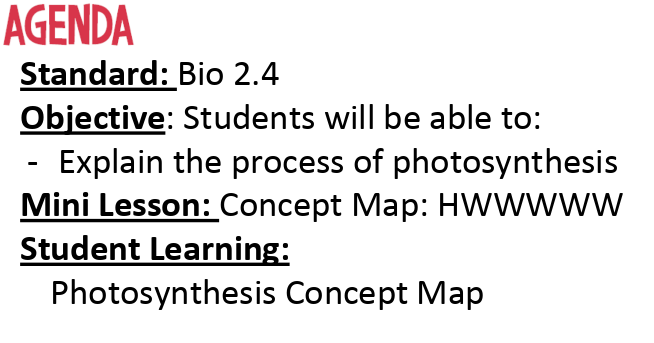 AGENDA
Standard: Bio 2.4
Objective: Students will be able to:
- Explain the process of photosynthesis
Mini Lesson: Concept Map: HWWWWW
Student Learning:
Photosynthesis Concept Map